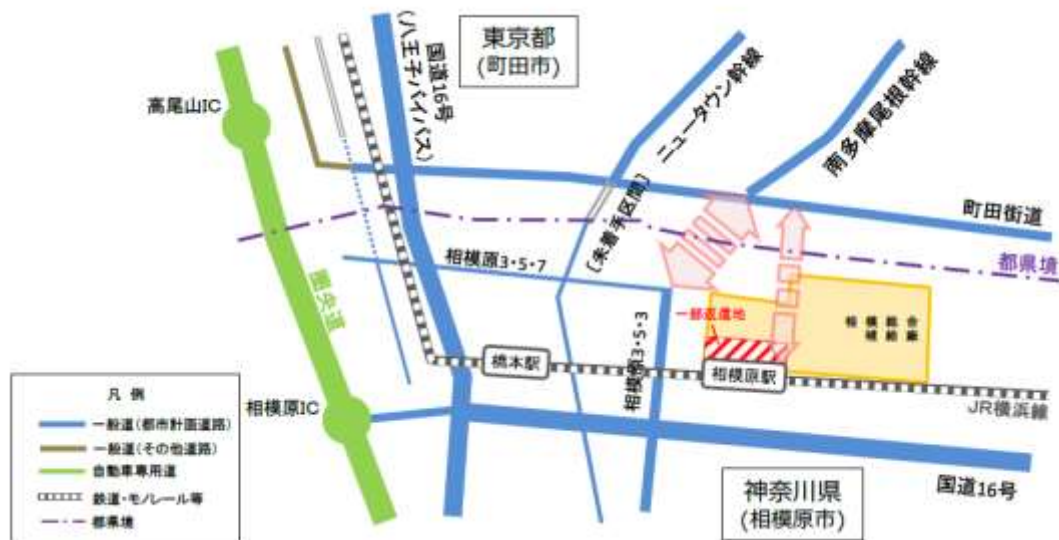 東京都
(町田市)
国道16号
(八王子バイパス)
ニュータウン幹線
〔未着手区間〕
南多摩尾根幹線
高尾山IC
町田街道
都県境
相模原3・5・7
圏央道
一部返還地
相模総合
補給廠
相模原3・5・3
橋本駅
相模原駅
JR横浜線
相模原IC
国道16号
神奈川県
(相模原市)
凡 例
一般道(都市計画道路)
一般道(その他道路)
自動車専用道
鉄道・モノレール等
都県境